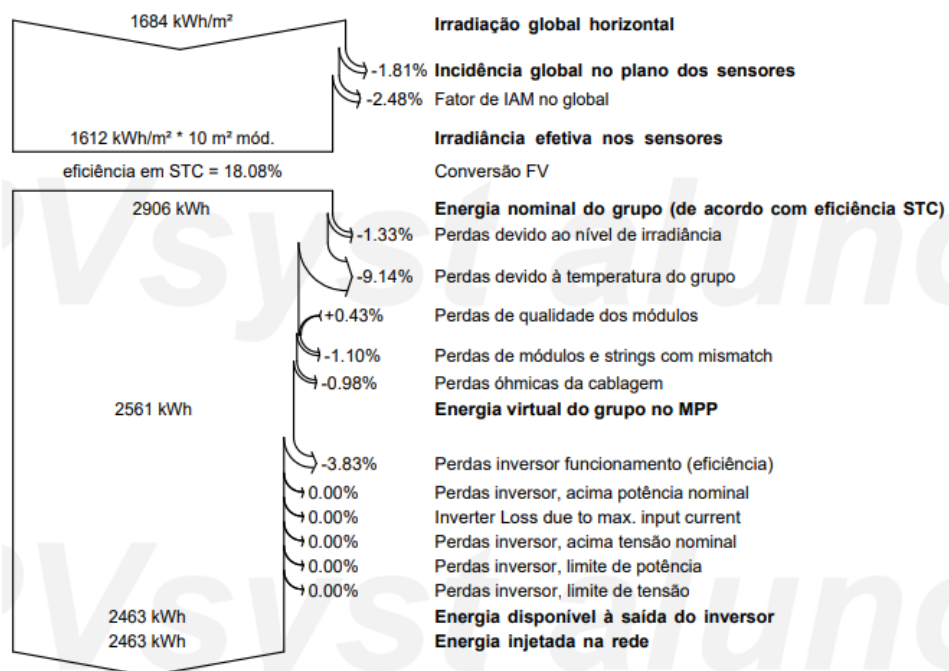 1684 kWh/m² Irradiação global horizontal
-1.81% Incidência global no plano dos sensores
-2.48% Fator de IAM no global
1612 kWh/m² * 10 m² mód. Irradiância efetiva nos sensores
eficiência em STC = 18.08% Conversão FV
2906 kWh Energia nominal do grupo (de acordo com eficiência STC)
-1.33% Perdas devido ao nível de irradiância
-9.14% Perdas devido à temperatura do grupo
+0.43% Perdas de qualidade dos módulos
-1.10% Perdas de módulos e strings com mismatch
-0.98% Perdas óhmicas da cablagem
2561 kWh Energia virtual do grupo no MPP
-3.83% Perdas inversor funcionamento (eficiência)
0.00% Perdas inversor, acima potência nominal
0.00% Inverter Loss due to max. input current
0.00% Perdas inversor, acima tensão nominal
0.00% Perdas inversor, limite de potência
0.00% Perdas inversor, limite de tensão
2463 kWh Energia disponível à saída do inversor
2463 kWh Energia injetada na rede
PVsyst aluno
PVsyst aluno